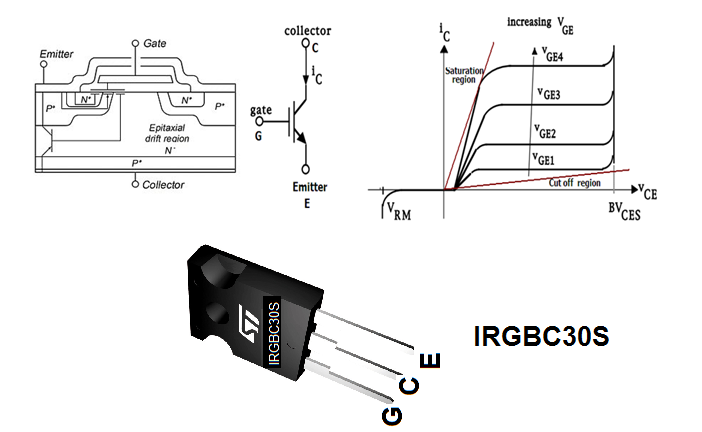 Emitter
Gate
N⁺
N⁺
P⁺
P⁺
Epitaxial
drift region
N⁻
P⁺
Collector
collector
C
iC
gate
G
Emitter
E
increasing VGE
iC
Saturation
region
vGE4
vGE3
vGE2
vGE1
Cut off region
vCE
VRM
BVCES
ST
IRGBC30S
IRGBC30S
E
C
G